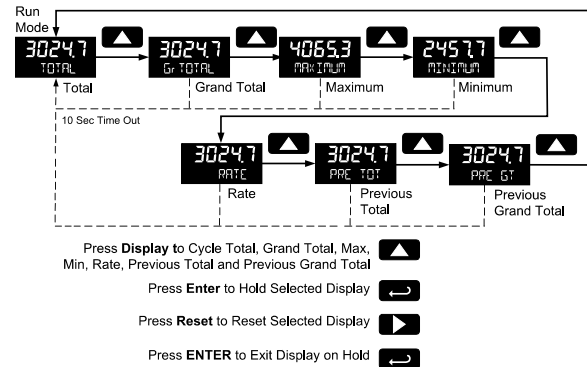 Run
Mode
3024.7
TOTAL
3024.7
GrTOTAL
4065.3
MAXIMUM
2457.7
MINIMUM
Total
Grand Total
Maximum
Minimum
10 Sec Time Out
3024.7
RATE
3024.7
PRE TOT
3024.7
PRE GT
Rate
Previous
Total
Previous
Grand Total
Press Display to Cycle Total, Grand Total, Max,
Min, Rate, Previous Total and Previous Grand Total
Press Enter to Hold Selected Display
Press Reset to Reset Selected Display
Press ENTER to Exit Display on Hold